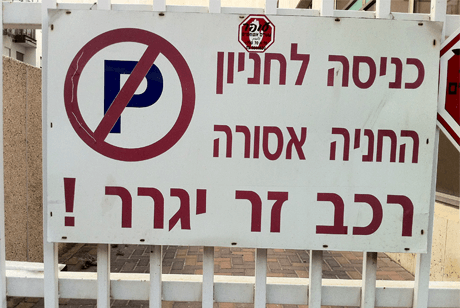 כניסה לחניון
החניה אסורה
רכב זר יגרר !
P